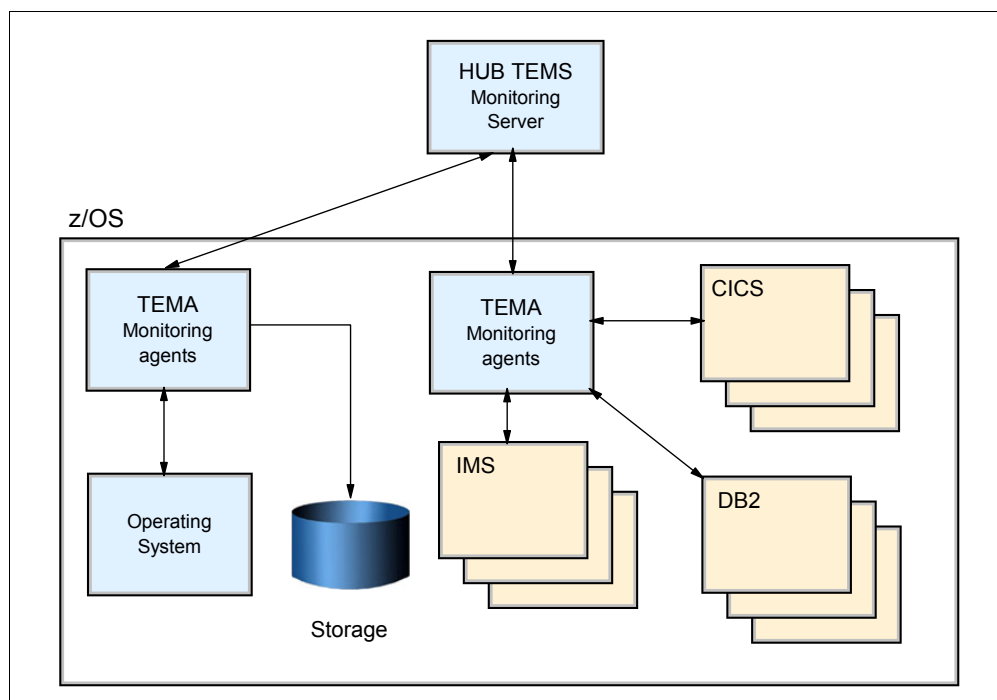 HUB TEMS
Monitoring
Server
z/OS
TEMA
Monitoring
agents
TEMA
Monitoring
agents
CICS
Operating
System
Storage
IMS
DB2